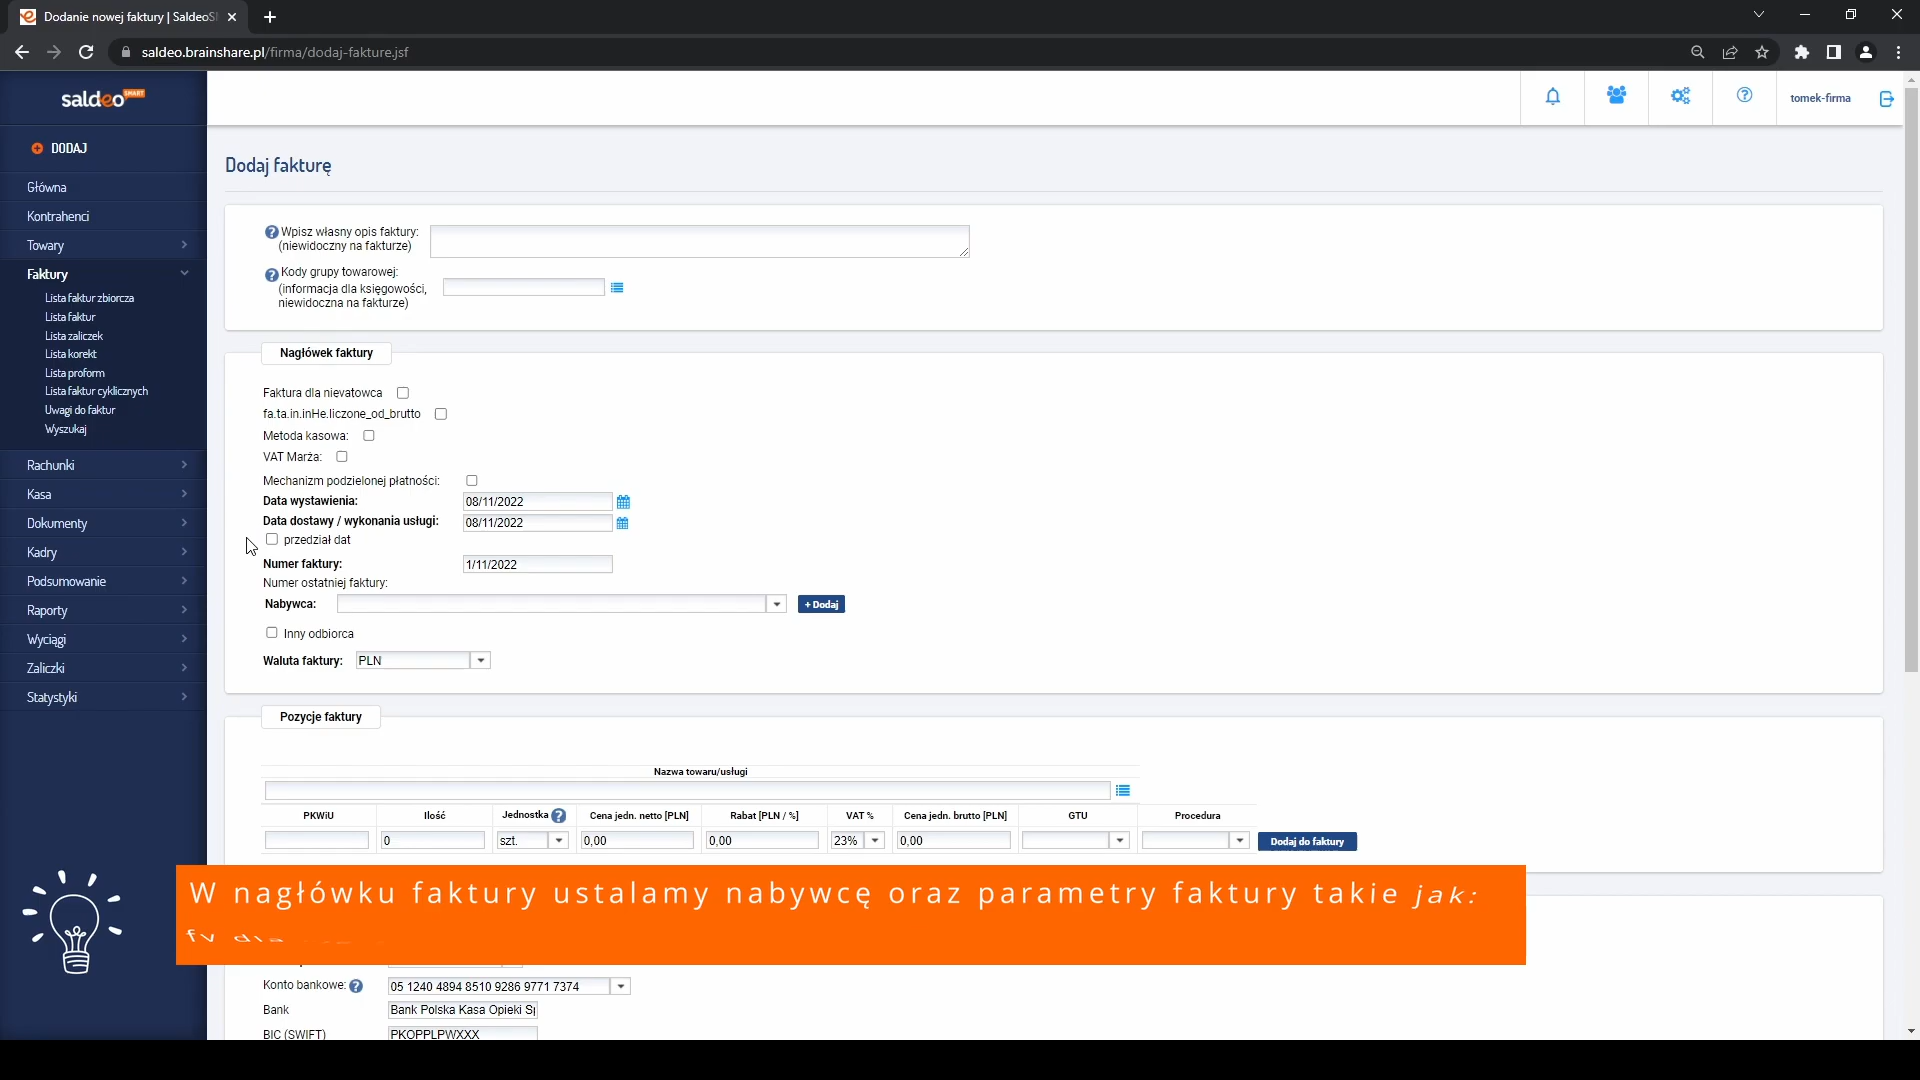 Dodanie nowej faktury | SaldeoS
saldeo.brainshare.pl/firma/dodaj-fakture.jsf
saldeo SMART
tomek-firma
DODAJ
Główna
Kontrahenci
Towary
Faktury
Lista faktur zbiorcza
Lista faktur
Lista zaliczek
Lista korekt
Lista proform
Lista faktur cyklicznych
Uwagi do faktur
Wyszukaj
Rachunki
Kasa
Dokumenty
Kadry
Podsumowanie
Raporty
Wyciągi
Zaliczki
Statystyki
Dodaj fakturę
? Wpisz własny opis faktury:
(niewidoczny na fakturze)
? Kody grupy towarowej:
(informacja dla księgowości,
niewidoczna na fakturze)
Nagłówek faktury
Faktura dla nievatowca
fa.ta.in.inHe.liczone_od_brutto
Metoda kasowa:
VAT Marża:
Mechanizm podzielonej płatności:
Data wystawienia: 08/11/2022
Data dostawy / wykonania usługi: 08/11/2022
przedział dat
Numer faktury: 1/11/2022
Numer ostatniej faktury:
Nabywca: + Dodaj
Inny odbiorca
Waluta faktury: PLN
Pozycje faktury
Nazwa towaru/usługi
PKWiU Ilość Jednostka ? Cena jedn. netto [PLN] Rabat [PLN / %] VAT % Cena jedn. brutto [PLN] GTU Procedura
0 szt. 0,00 0,00 23% 0,00 Dodaj do faktury
W nagłówku faktury ustalamy nabywcę oraz parametry faktury takie jak:
Konto bankowe: ? 05 1240 4894 8510 9286 9771 7374
Bank Bank Polska Kasa Opieki Sp
BIC (SWIFT) PKOPPLPWXXX